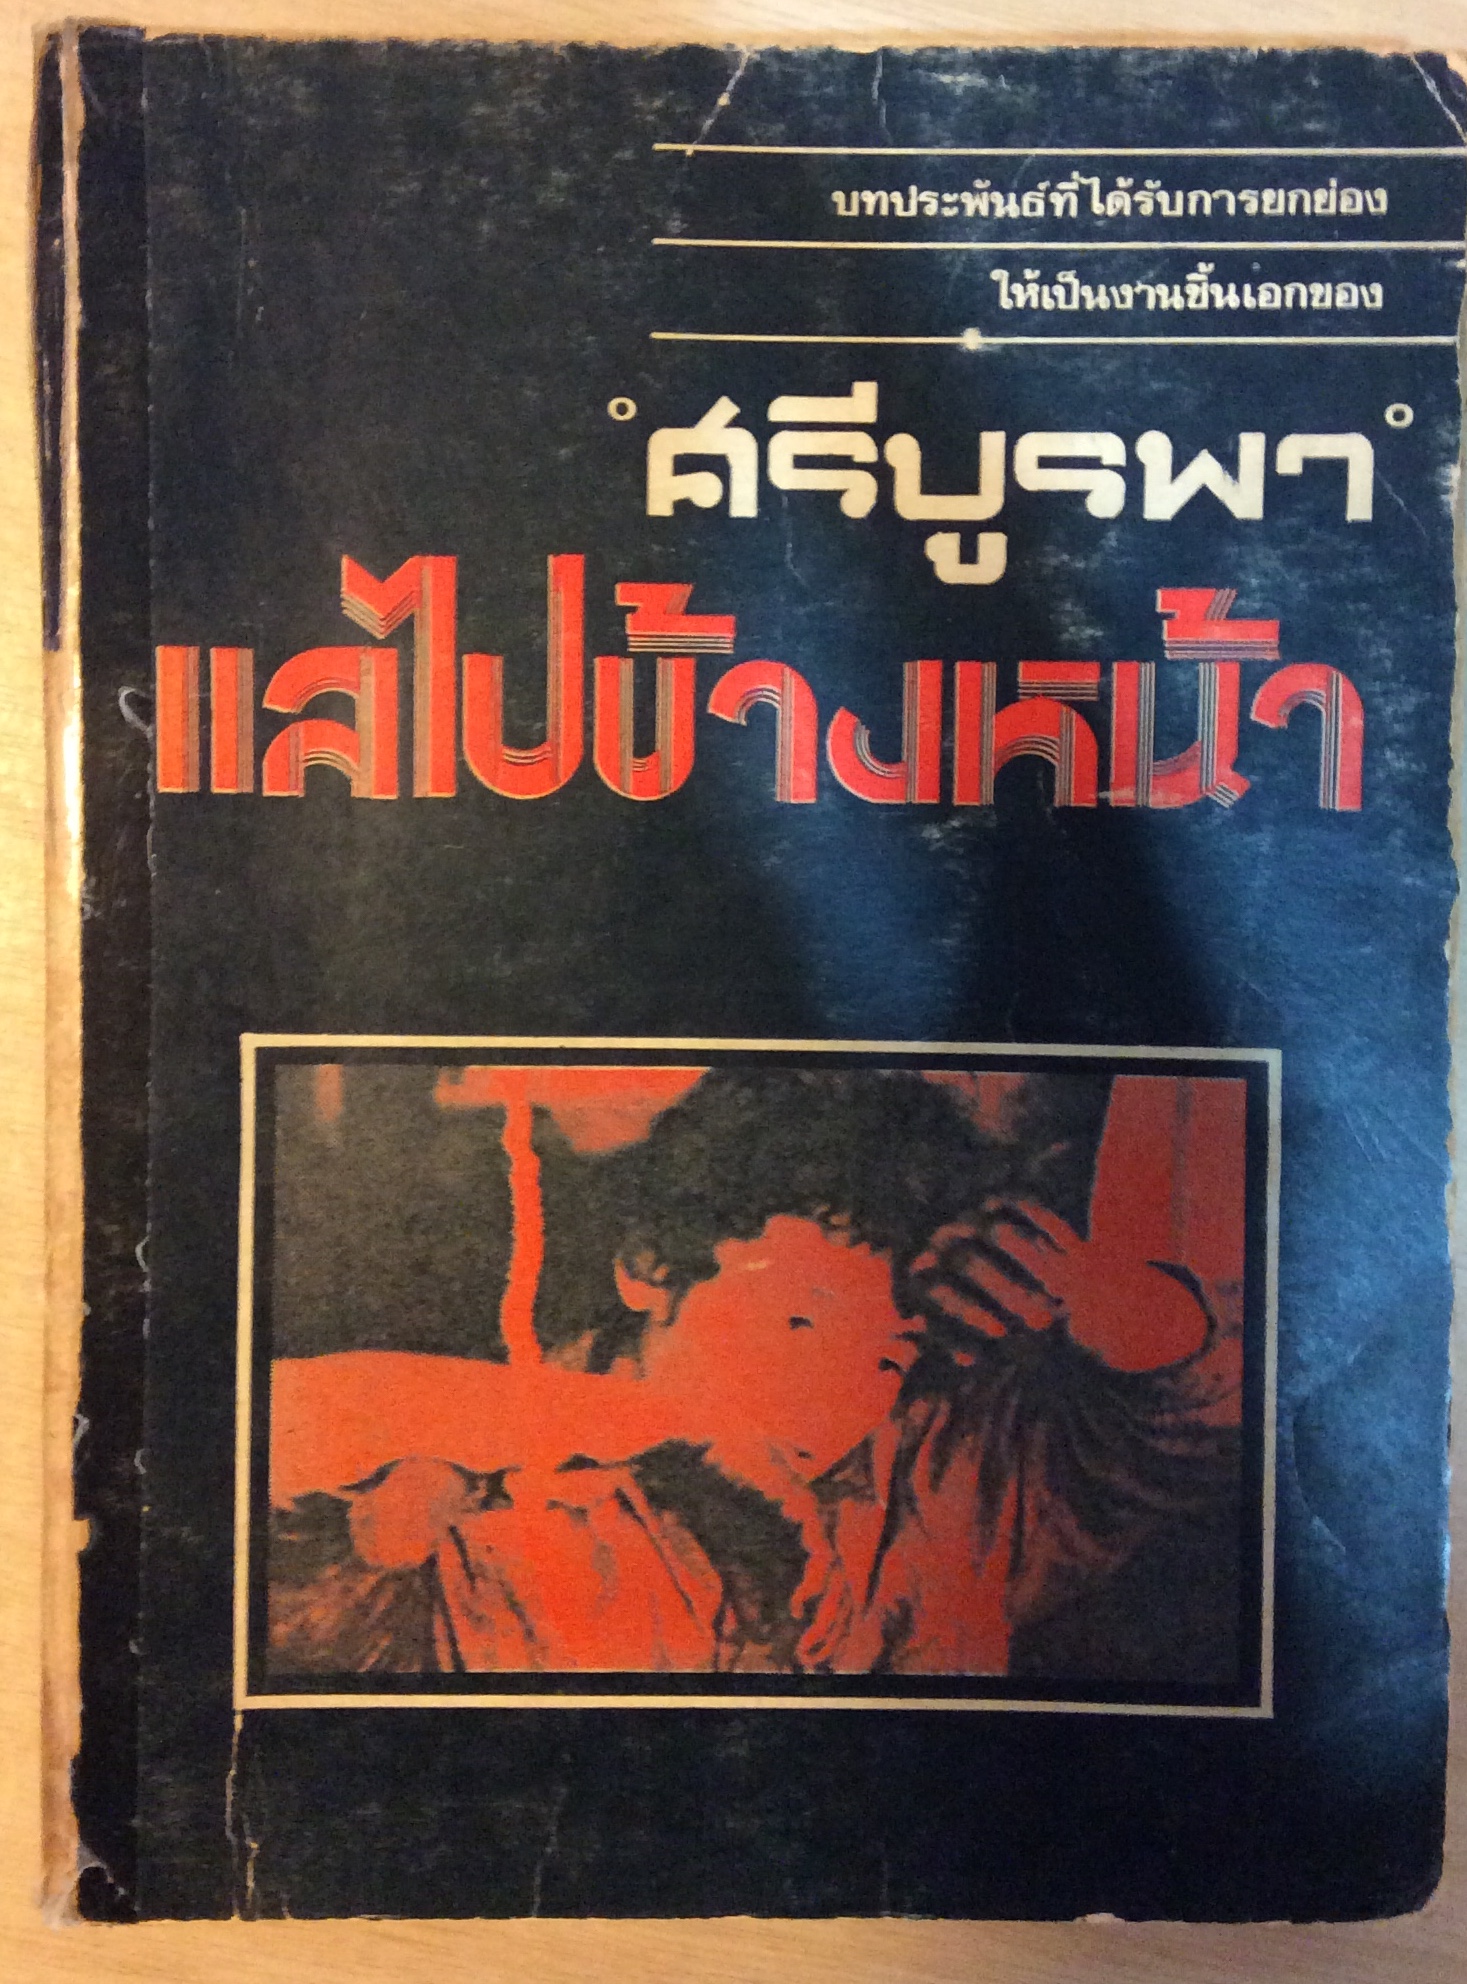 บทประพันธ์ที่ได้รับการยกย่อง
ให้เป็นงานชิ้นเอกของ
°ศรีบูรพา°
แลไปข้างหน้า